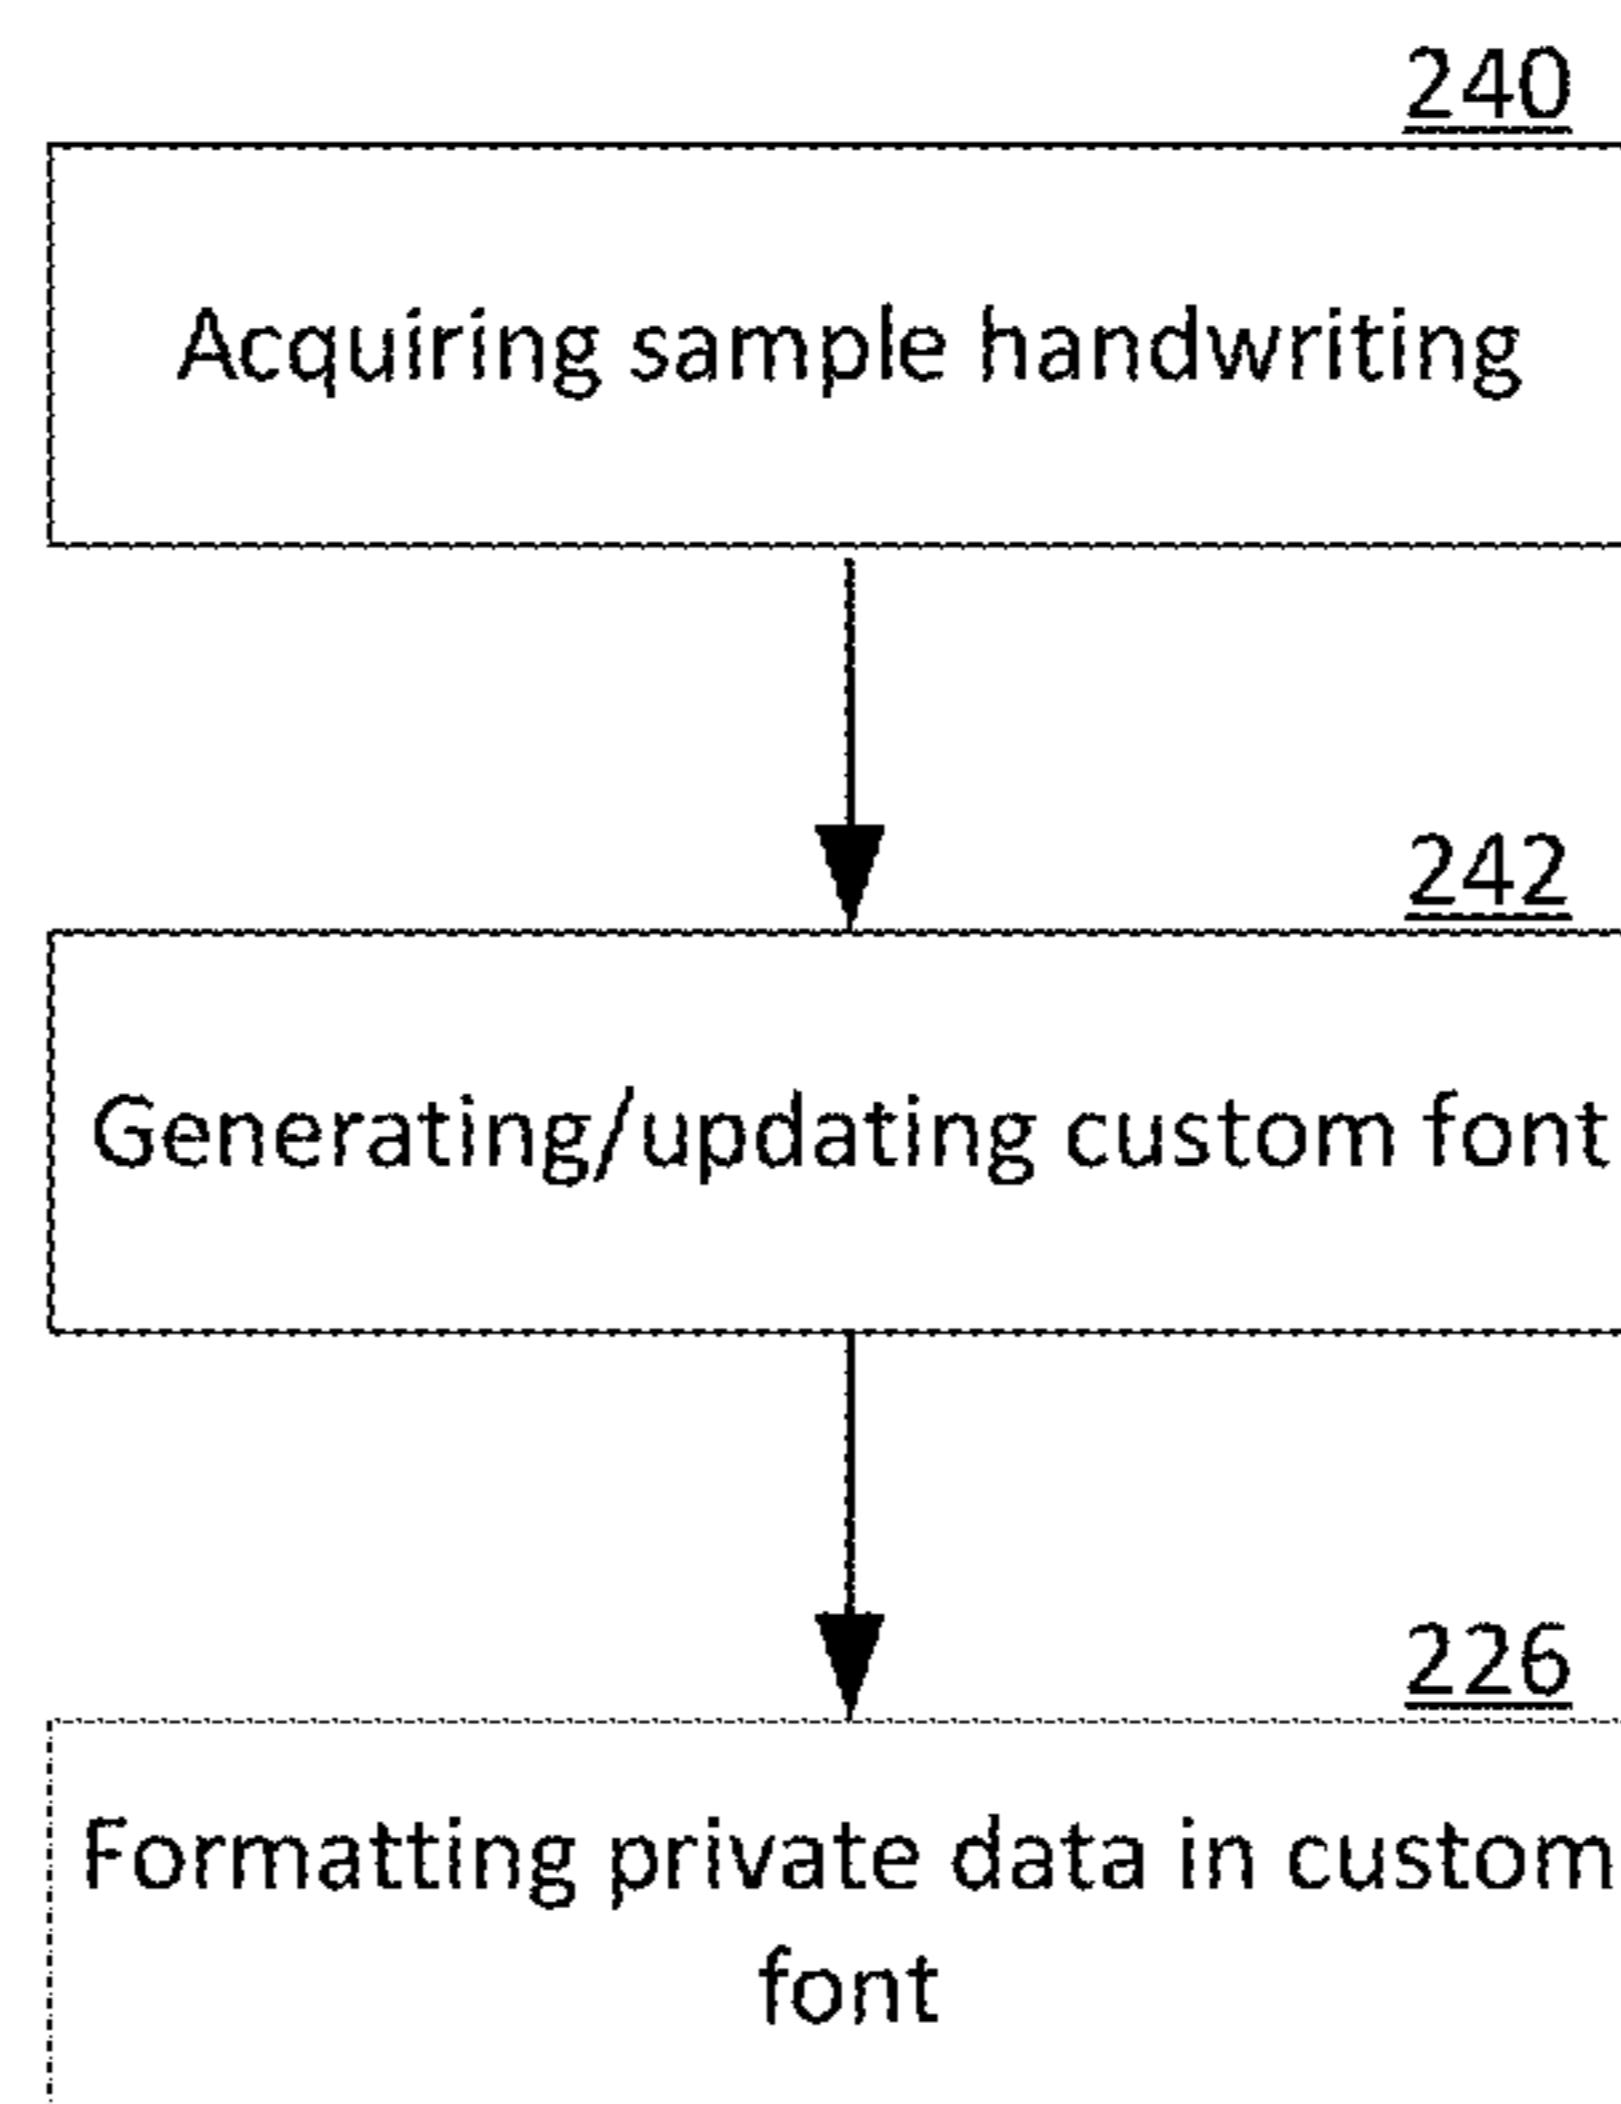 240
Acquiring sample handwriting
242
Generating/updating custom font
226
Formatting private data in custom
font